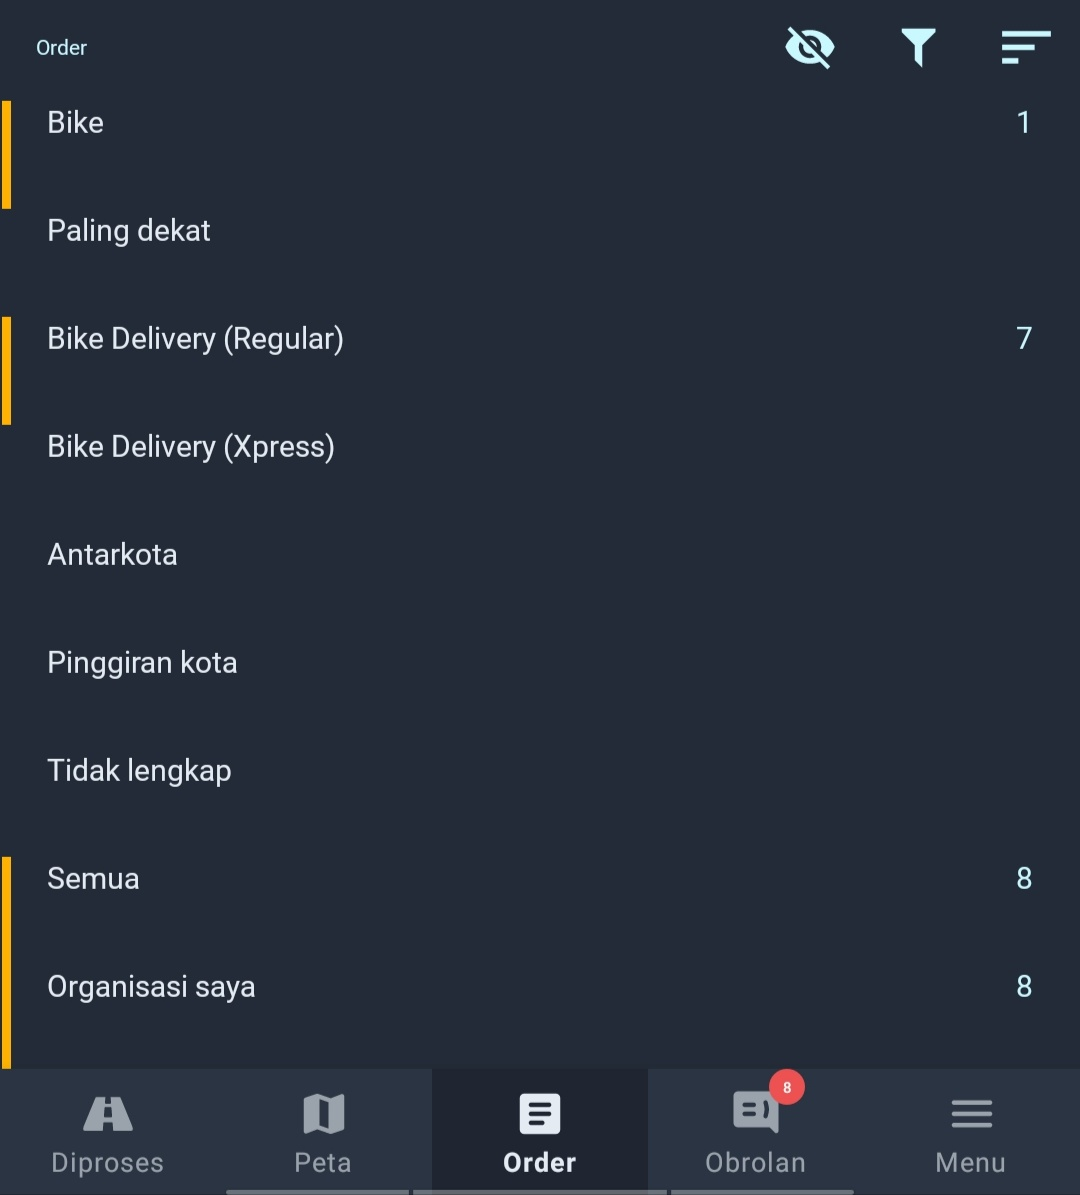 Order
Bike 1
Paling dekat
Bike Delivery (Regular) 7
Bike Delivery (Xpress)
Antarkota
Pinggiran kota
Tidak lengkap
Semua 8
Organisasi saya 8
8
Diproses Peta Order Obrolan Menu